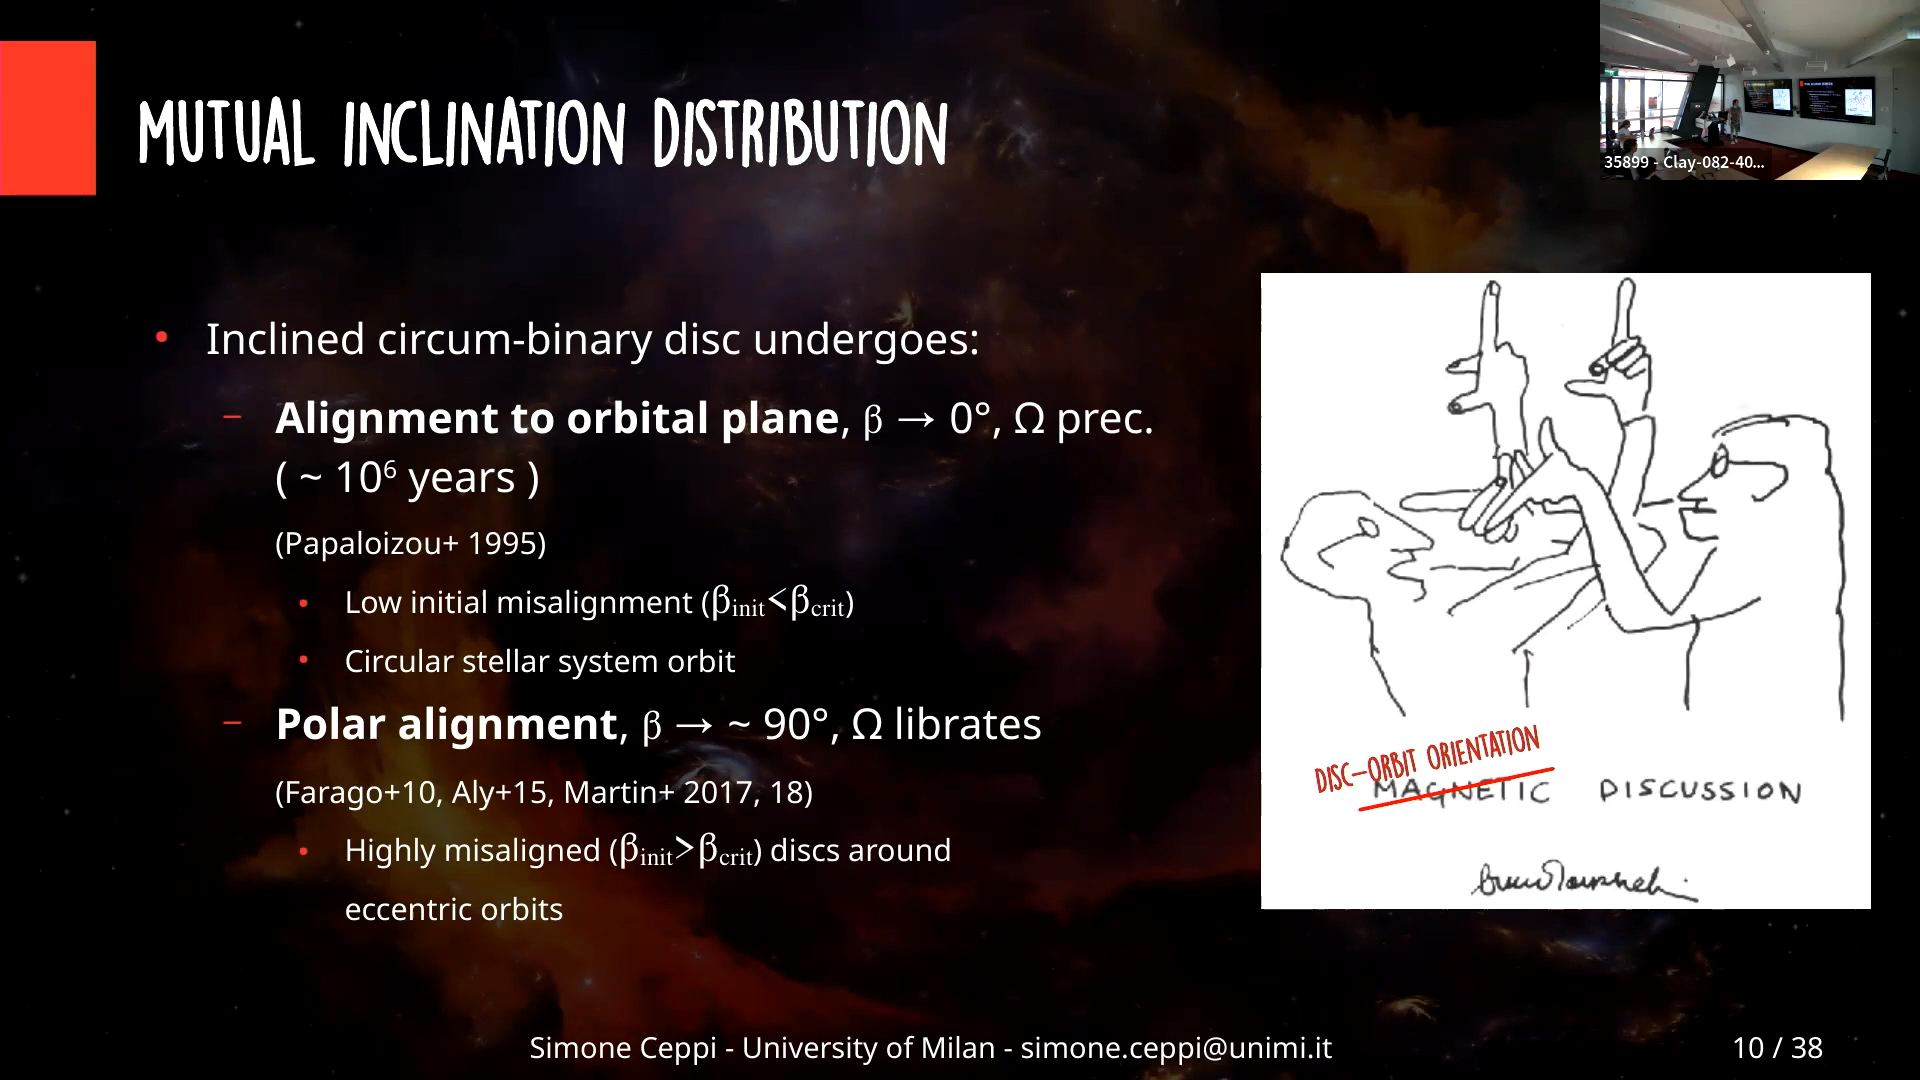 MUTUAL INCLINATION DISTRIBUTION
35899 - Clay-082-40...
• Inclined circum-binary disc undergoes:
– Alignment to orbital plane, β → 0°, Ω prec.
( ~ 10⁶ years )
(Papaloizou+ 1995)
• Low initial misalignment (βinit<βcrit)
• Circular stellar system orbit
– Polar alignment, β → ~ 90°, Ω librates
(Farago+10, Aly+15, Martin+ 2017, 18)
• Highly misaligned (βinit>βcrit) discs around
eccentric orbits
DISC-ORBIT ORIENTATION
MAGNETIC DISCUSSION
Simone Ceppi - University of Milan - simone.ceppi@unimi.it
10 / 38